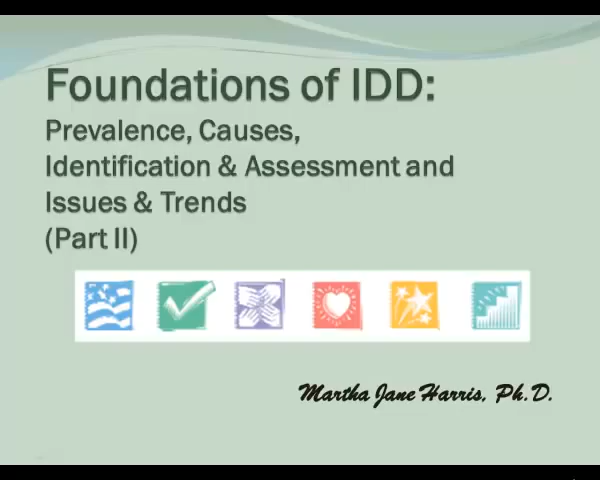 Foundations of IDD:
Prevalence, Causes,
Identification & Assessment and
Issues & Trends
(Part II)
Martha Jane Harris, Ph.D.